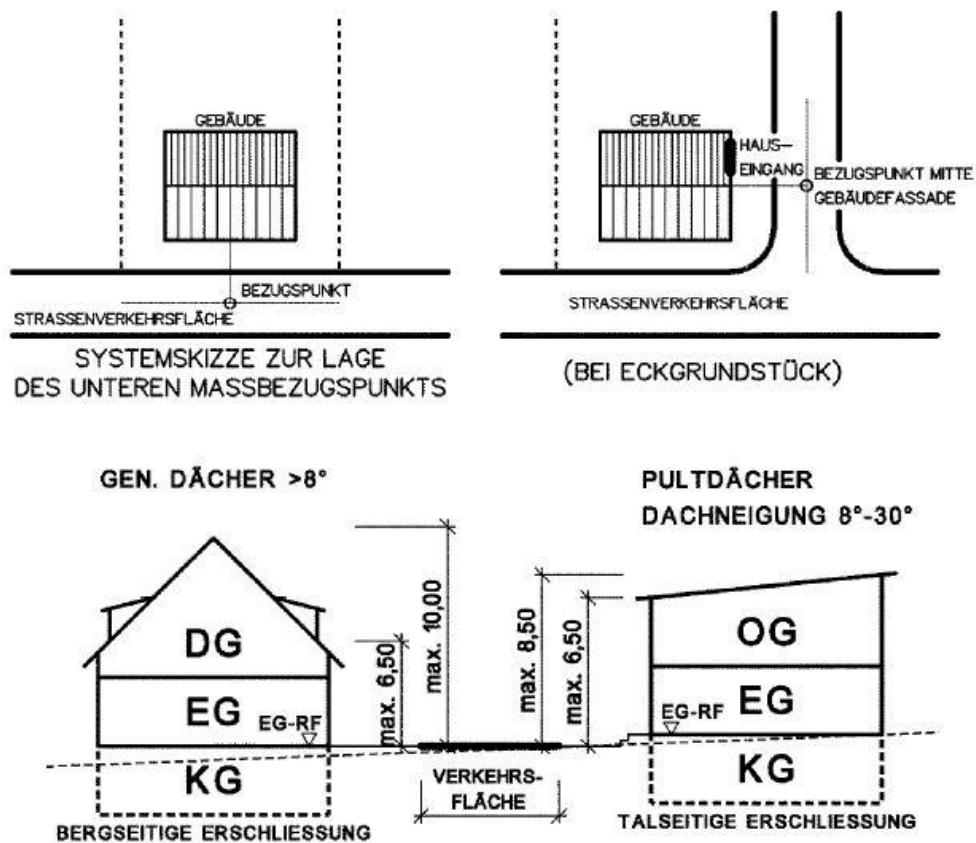 GEBÄUDE
BEZUGSPUNKT
STRASSENVERKEHRSFLÄCHE
SYSTEMSKIZZE ZUR LAGE
DES UNTEREN MASSBEZUGSPUNKTS
GEBÄUDE
HAUS—
EINGANG
BEZUGSPUNKT MITTE
GEBÄUDEFASSADE
STRASSENVERKEHRSFLÄCHE
(BEI ECKGRUNDSTÜCK)
GEN. DÄCHER >8°
DG
EG
EG-RF
KG
BERGSEITIGE ERSCHLIESSUNG
max. 6,50
max. 10,00
VERKEHRS-
FLÄCHE
max. 8,50
max. 6,50
PULTDÄCHER
DACHNEIGUNG 8°-30°
OG
EG
EG-RF
KG
TALSEITIGE ERSCHLIESSUNG